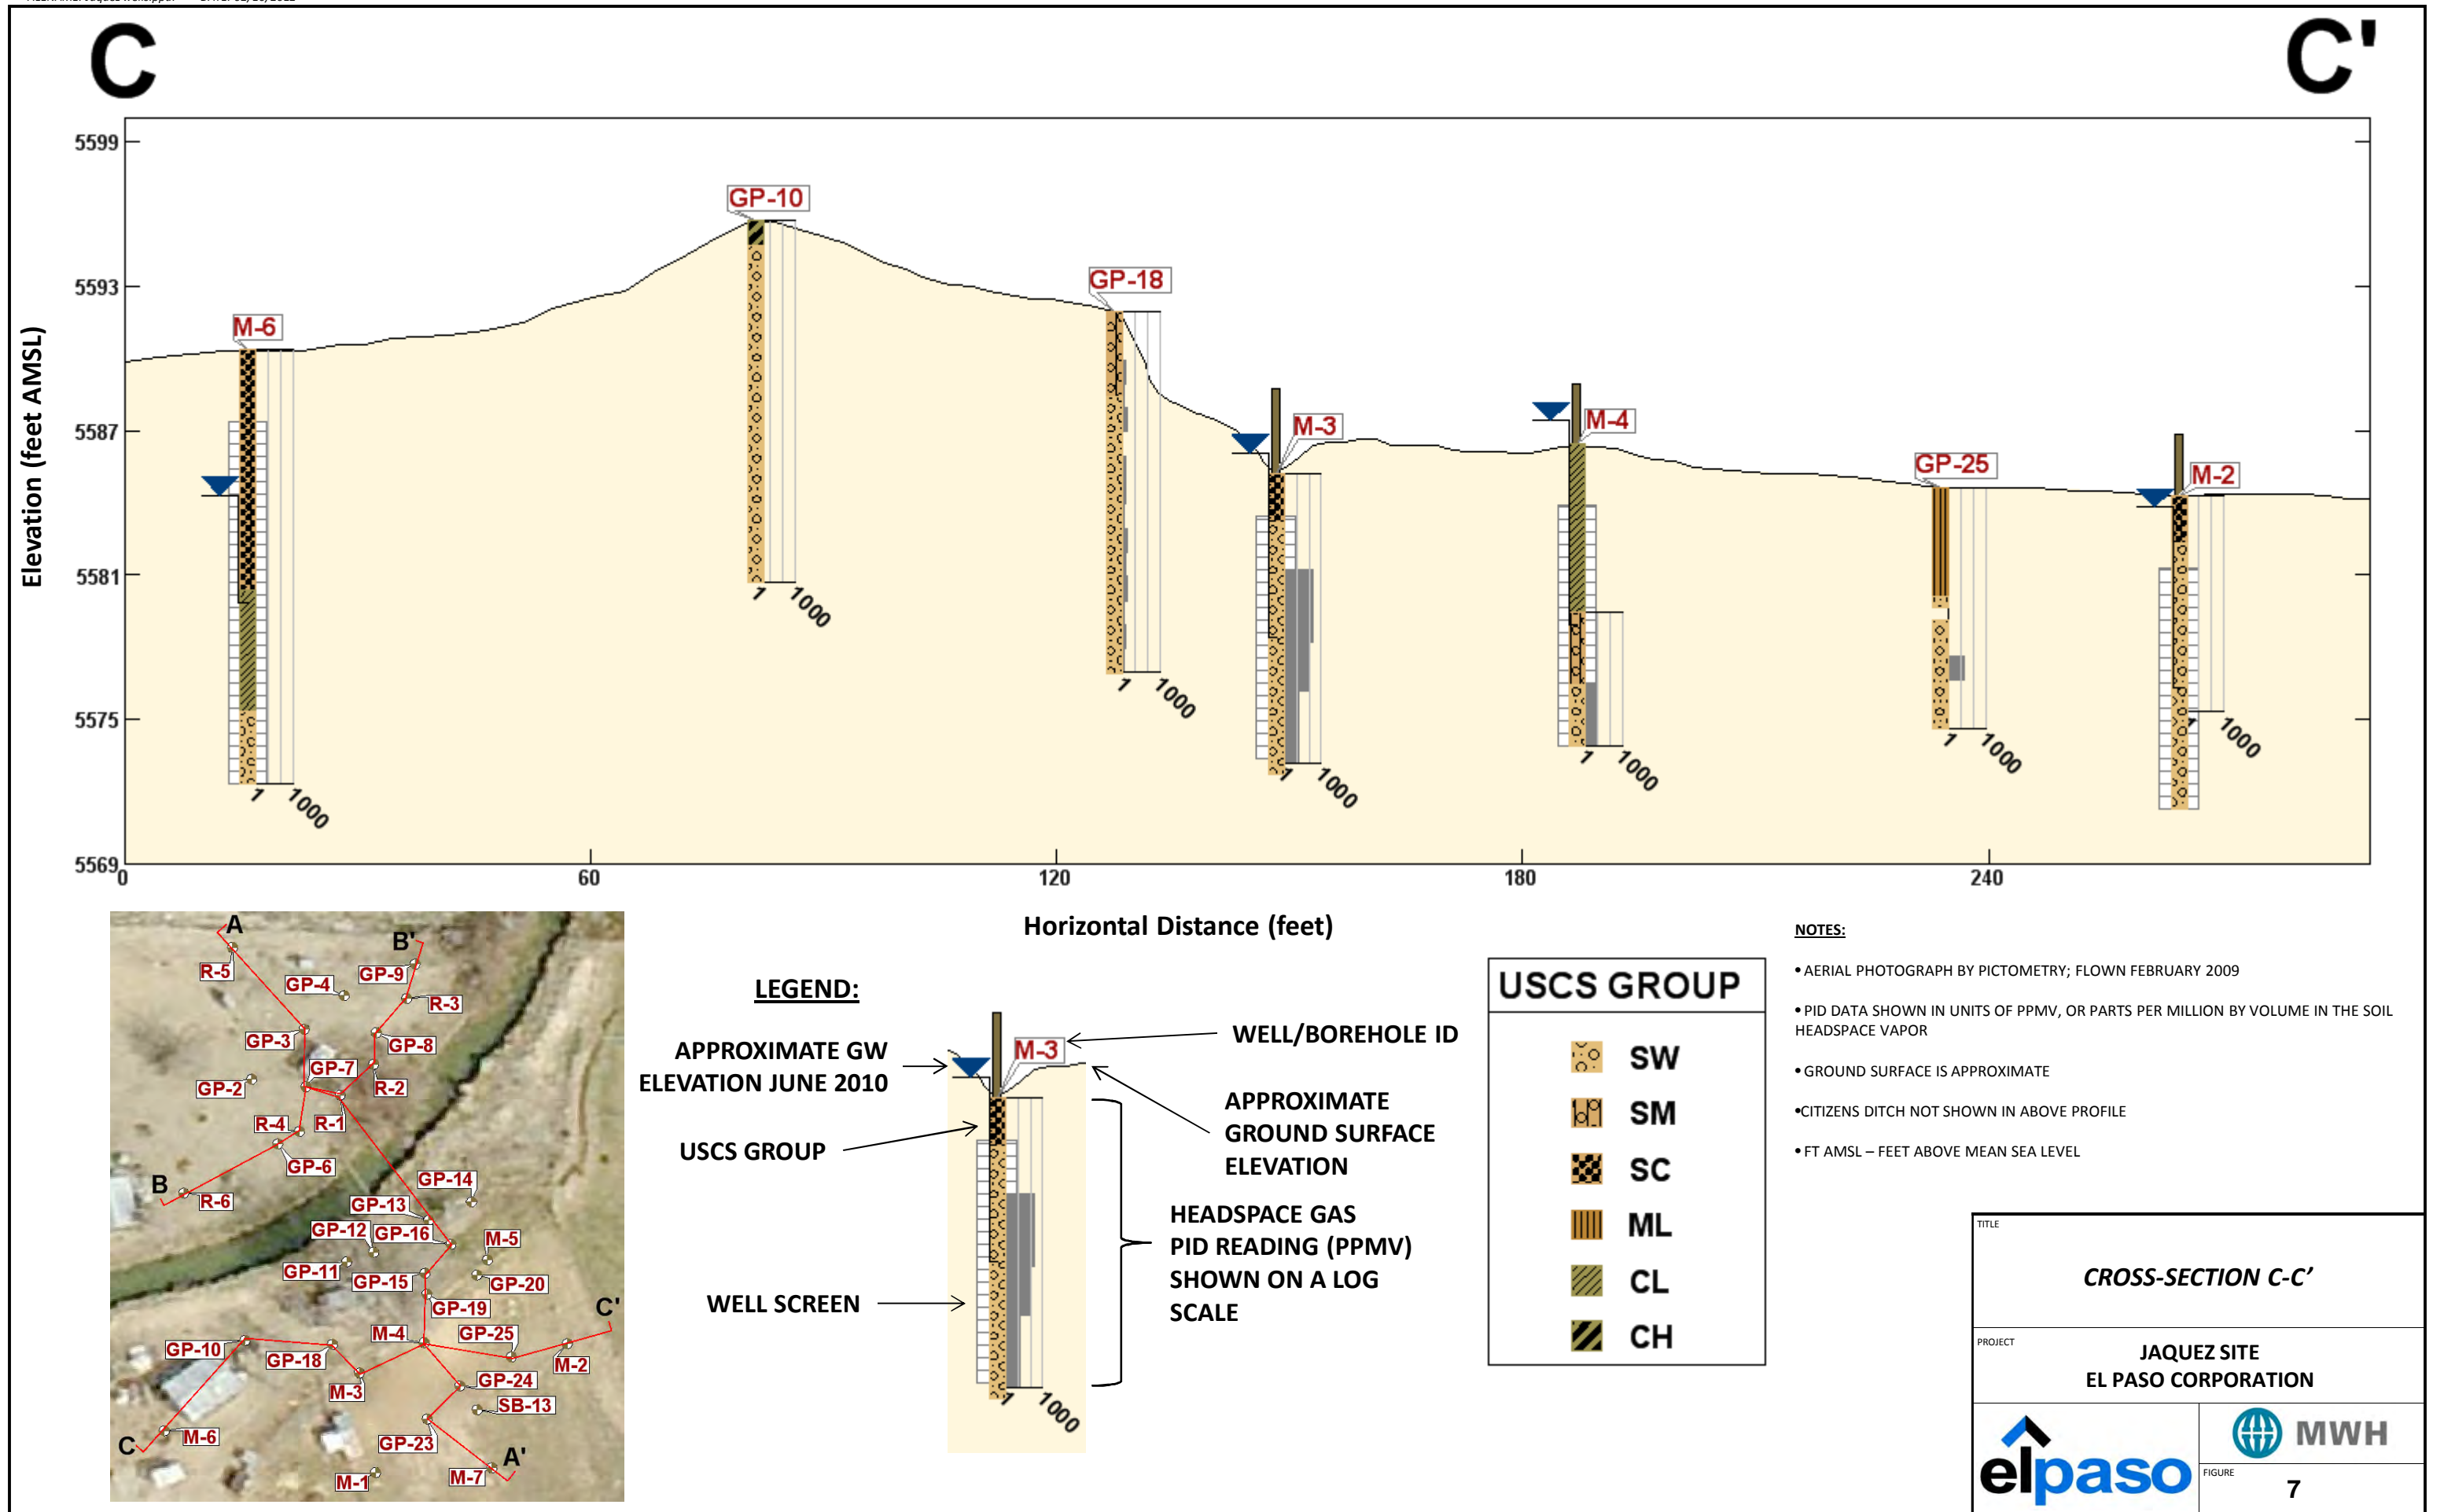 C
C'
5599
5593
5587
5581
5575
5569
Elevation (feet AMSL)
GP-10
GP-18
M-6
M-3
M-4
GP-25
M-2
1 1000
1 1000
1 1000
1 1000
1 1000
1 1000
1000
0
60
120
180
240
Horizontal Distance (feet)
A
B'
R-5
GP-4
GP-9
R-3
GP-3
GP-8
GP-7
GP-2
R-2
R-4
R-1
GP-6
B
R-6
GP-14
GP-13
GP-12
GP-16
M-5
GP-11
GP-15
GP-20
GP-19
C'
M-4
GP-25
GP-10
GP-18
M-2
M-3
GP-24
SB-13
C
M-6
GP-23
A'
M-1
M-7
LEGEND:
APPROXIMATE GW
ELEVATION JUNE 2010
USCS GROUP
WELL SCREEN
M-3
1 1000
WELL/BOREHOLE ID
APPROXIMATE
GROUND SURFACE
ELEVATION
HEADSPACE GAS
PID READING (PPMV)
SHOWN ON A LOG
SCALE
USCS GROUP
SW
SM
SC
ML
CL
CH
NOTES:
• AERIAL PHOTOGRAPH BY PICTOMETRY; FLOWN FEBRUARY 2009
• PID DATA SHOWN IN UNITS OF PPMV, OR PARTS PER MILLION BY VOLUME IN THE SOIL
HEADSPACE VAPOR
• GROUND SURFACE IS APPROXIMATE
•CITIZENS DITCH NOT SHOWN IN ABOVE PROFILE
• FT AMSL – FEET ABOVE MEAN SEA LEVEL
TITLE
CROSS-SECTION C-C’
PROJECT
JAQUEZ SITE
EL PASO CORPORATION
elpaso
MWH
FIGURE
7